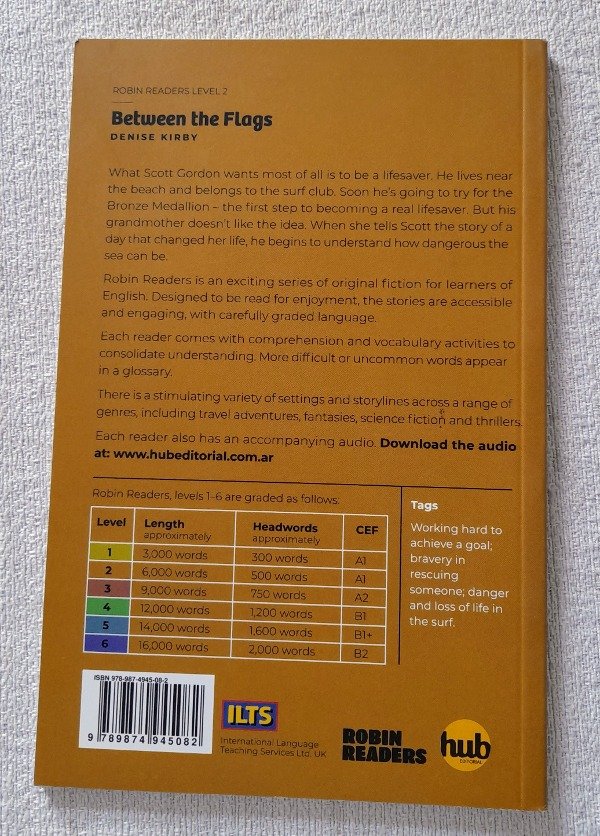 ROBIN READERS LEVEL 2
Between the Flags
DENISE KIRBY
What Scott Gordon wants most of all is to be a lifesaver. He lives near
the beach and belongs to the surf club. Soon he's going to try for the
Bronze Medallion – the first step to becoming a real lifesaver. But his
grandmother doesn't like the idea. When she tells Scott the story of a
day that changed her life, he begins to understand how dangerous the
sea can be.
Robin Readers is an exciting series of original fiction for learners of
English. Designed to be read for enjoyment, the stories are accessible
and engaging, with carefully graded language.
Each reader comes with comprehension and vocabulary activities to
consolidate understanding. More difficult or uncommon words appear
in a glossary.
There is a stimulating variety of settings and storylines across a range of
genres, including travel adventures, fantasies, science fiction and thrillers.
Each reader also has an accompanying audio. Download the audio
at: www.hubeditorial.com.ar
Robin Readers, levels 1–6 are graded as follows:
Level Length approximately Headwords approximately CEF
1 3,000 words 300 words A1
2 6,000 words 500 words A1
3 9,000 words 750 words A2
4 12,000 words 1,200 words B1
5 14,000 words 1,600 words B1+
6 16,000 words 2,000 words B2
Tags
Working hard to
achieve a goal;
bravery in
rescuing
someone; danger
and loss of life in
the surf.
ISBN 978-987-4945-08-2
9 789874 945082
ILTS
International Language
Teaching Services Ltd. UK
ROBIN
READERS
hub
EDITORIAL